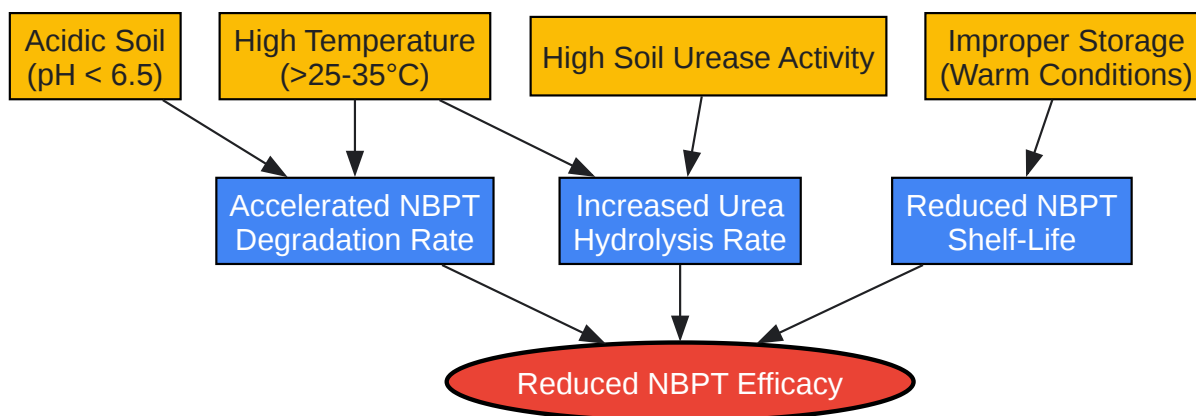 Acidic Soil
(pH < 6.5)
High Temperature
(>25-35°C)
High Soil Urease Activity
Improper Storage
(Warm Conditions)
Accelerated NBPT
Degradation Rate
Increased Urea
Hydrolysis Rate
Reduced NBPT
Shelf-Life
Reduced NBPT Efficacy